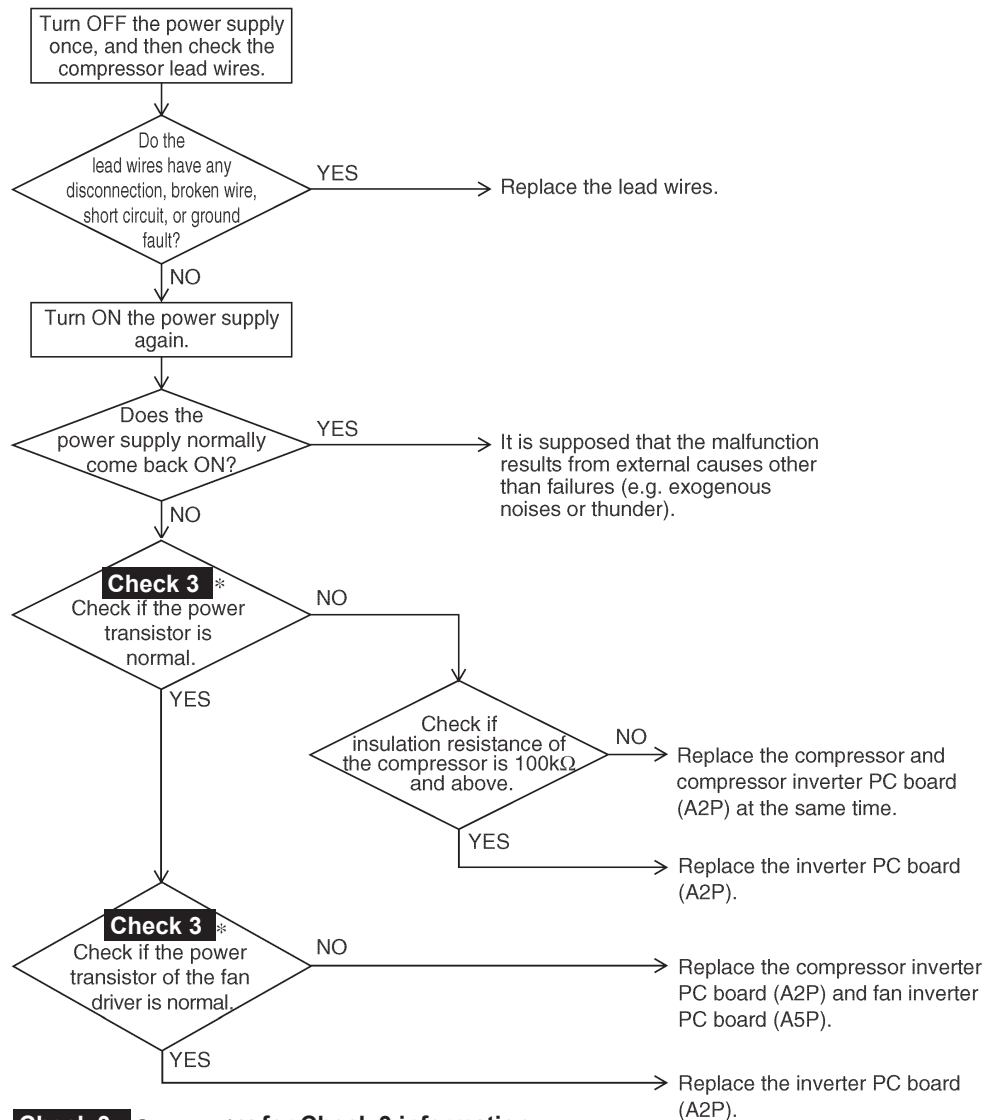 Turn OFF the power supply
once, and then check the
compressor lead wires.
Do the
lead wires have any
disconnection, broken wire,
short circuit, or ground
fault?
YES
Replace the lead wires.
NO
Turn ON the power supply
again.
Does the
power supply normally
come back ON?
YES
It is supposed that the malfunction
results from external causes other
than failures (e.g. exogenous
noises or thunder).
NO
Check 3 *
Check if the power
transistor is
normal.
NO
YES
Check if
insulation resistance of
the compressor is 100kΩ
and above.
NO
Replace the compressor and
compressor inverter PC board
(A2P) at the same time.
YES
Replace the inverter PC board
(A2P).
Check 3 *
Check if the power
transistor of the fan
driver is normal.
NO
Replace the compressor inverter
PC board (A2P) and fan inverter
PC board (A5P).
YES
Replace the inverter PC board
(A2P).